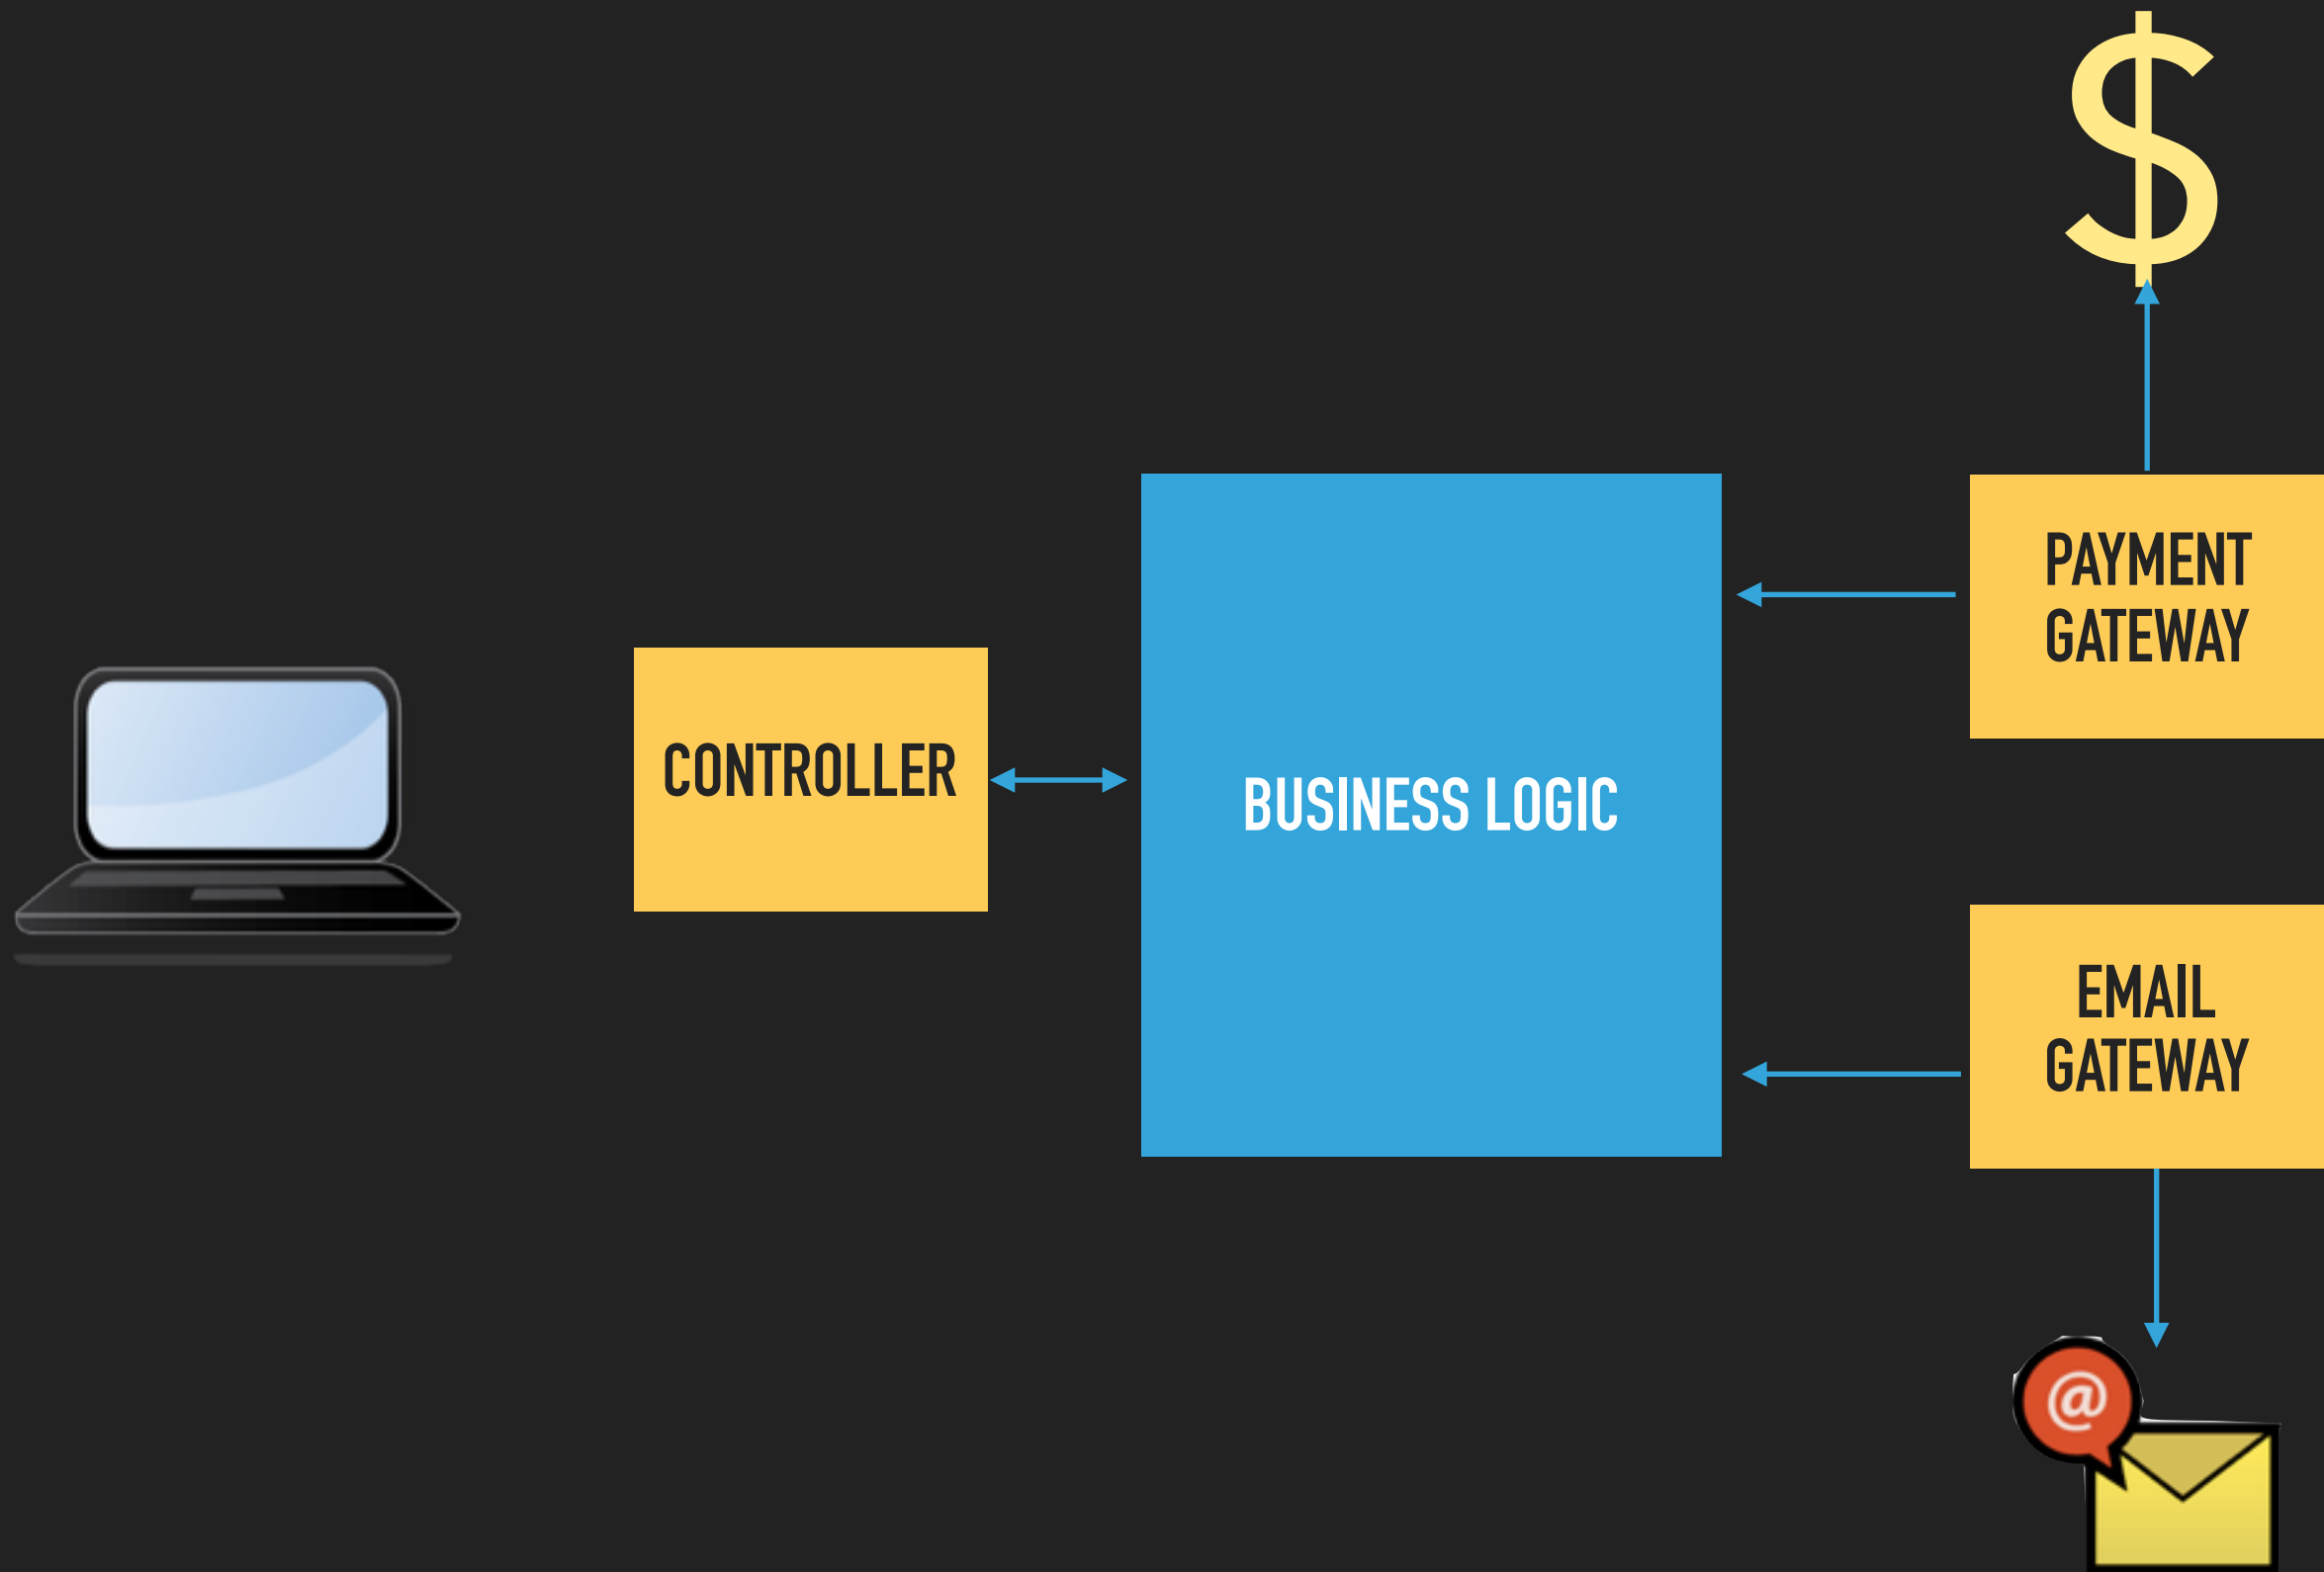 $
PAYMENT
GATEWAY
CONTROLLER
BUSINESS LOGIC
EMAIL
GATEWAY
@